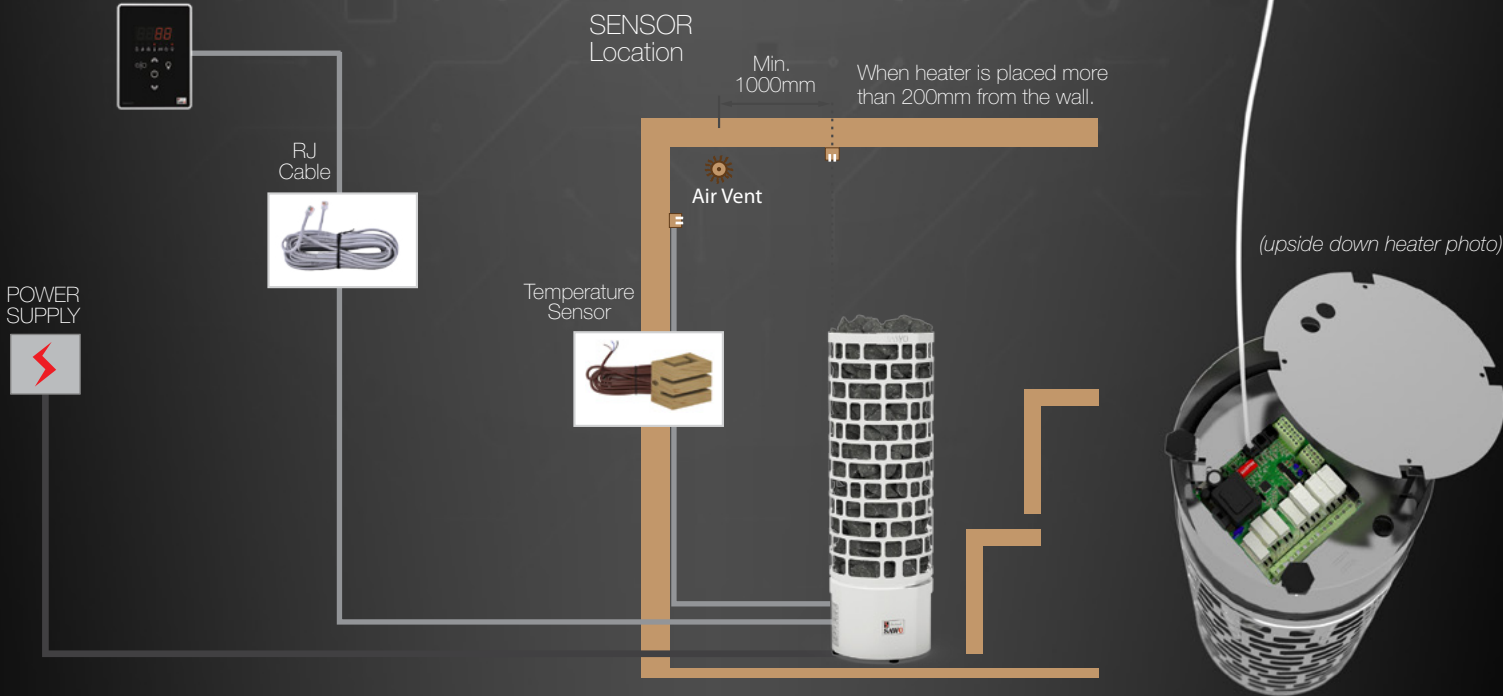 SENSOR
Location
Min.
1000mm
When heater is placed more
than 200mm from the wall.
RJ
Cable
Air Vent
(upside down heater photo)
POWER
SUPPLY
Temperature
Sensor
SAWO